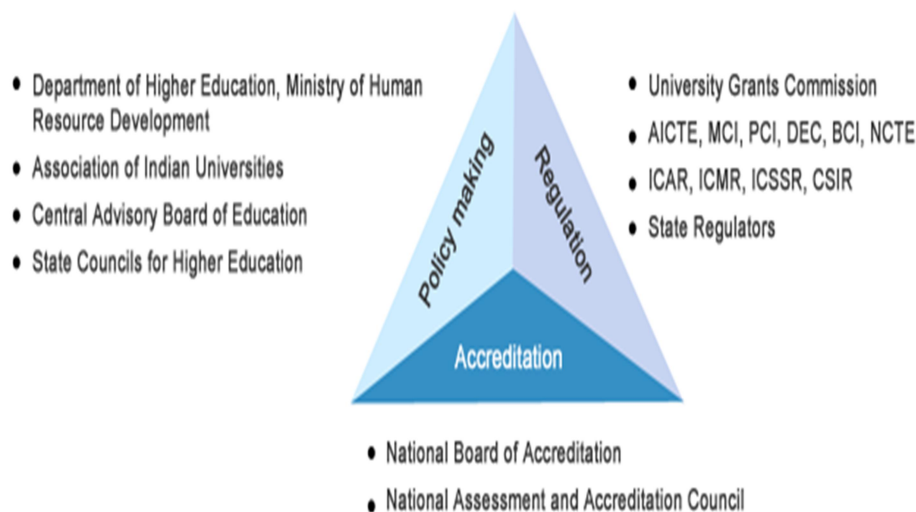 • Department of Higher Education, Ministry of Human
Resource Development
• Association of Indian Universities
• Central Advisory Board of Education
• State Councils for Higher Education
Policy making
Regulation
• University Grants Commission
• AICTE, MCI, PCI, DEC, BCI, NCTE
• ICAR, ICMR, ICSSR, CSIR
• State Regulators
Accreditation
• National Board of Accreditation
• National Assessment and Accreditation Council